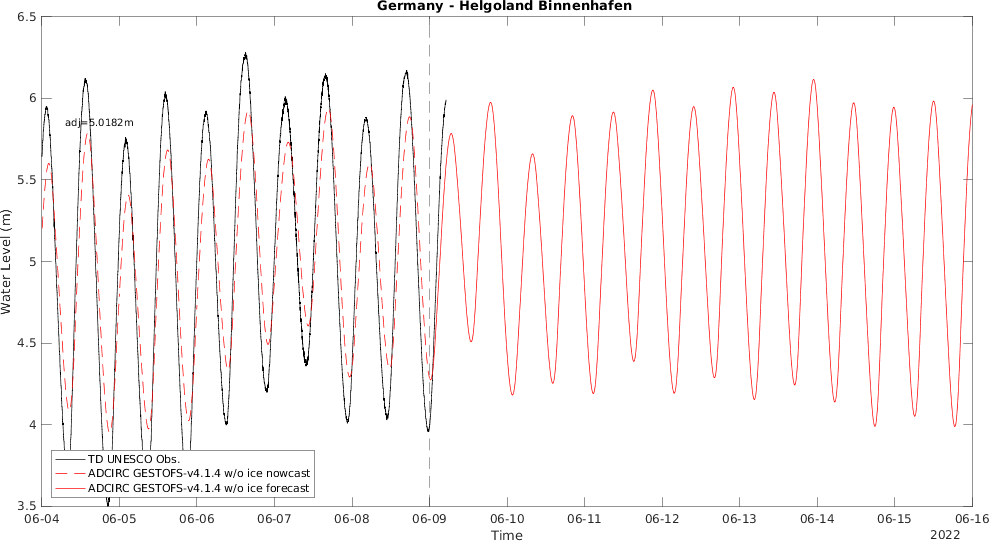 Germany - Helgoland Binnenhafen
6.5
6
5.5
5
4.5
4
3.5
Water Level (m)
adj=5.0182m
TD UNESCO Obs.
ADCIRC GESTOFS-v4.1.4 w/o ice nowcast
ADCIRC GESTOFS-v4.1.4 w/o ice forecast
06-04 06-05 06-06 06-07 06-08 06-09 06-10 06-11 06-12 06-13 06-14 06-15 06-16
Time
2022